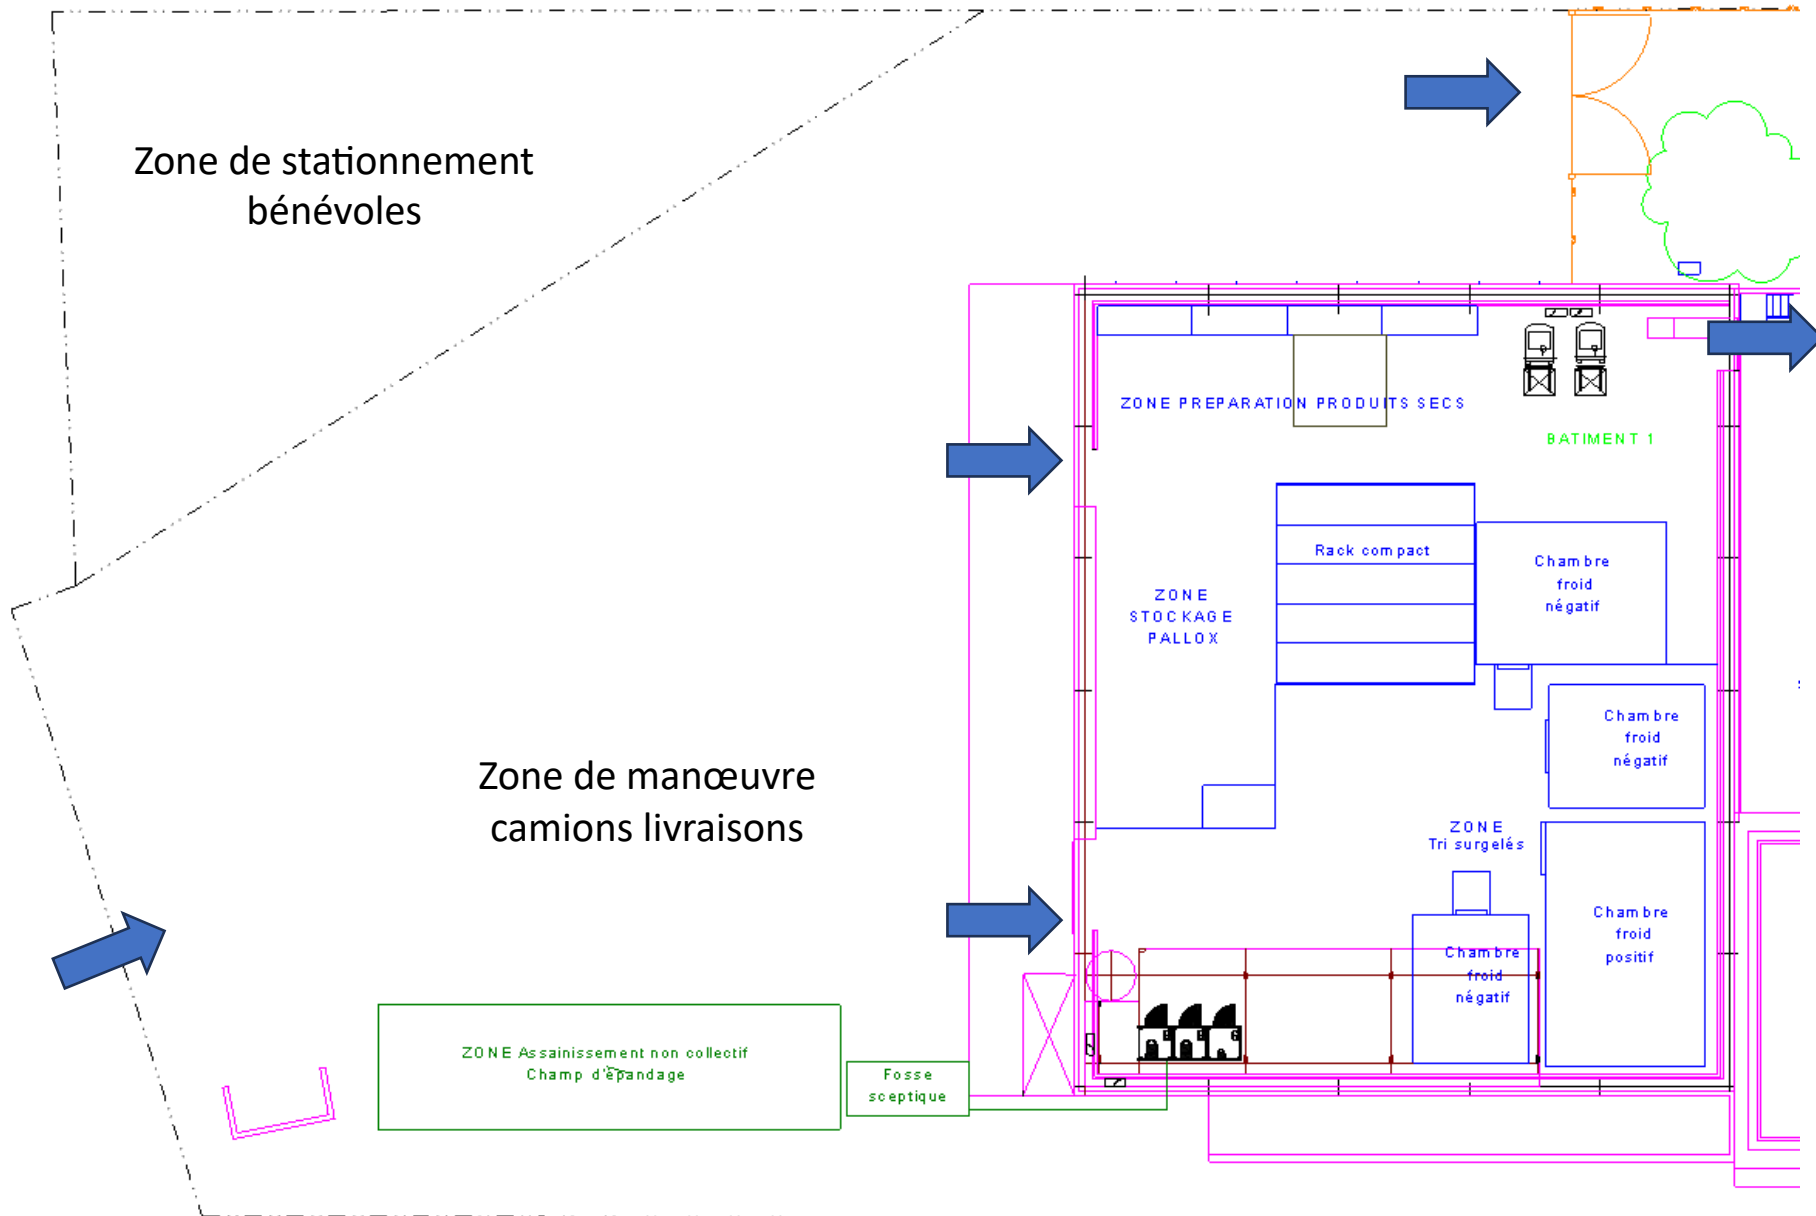 Zone de stationnement
bénévoles
ZONE PREPARATION PRODUITS SECS
BATIMENT 1
Rack compact
Chambre
froid
négatif
ZONE
STOCKAGE
PALLOX
Chambre
froid
négatif
Zone de manœuvre
camions livraisons
ZONE
Tri surgelés
Chambre
froid
positif
Chambre
froid
négatif
ZONE Assainissement non collectif
Champ d'épandage
Fosse
sceptique